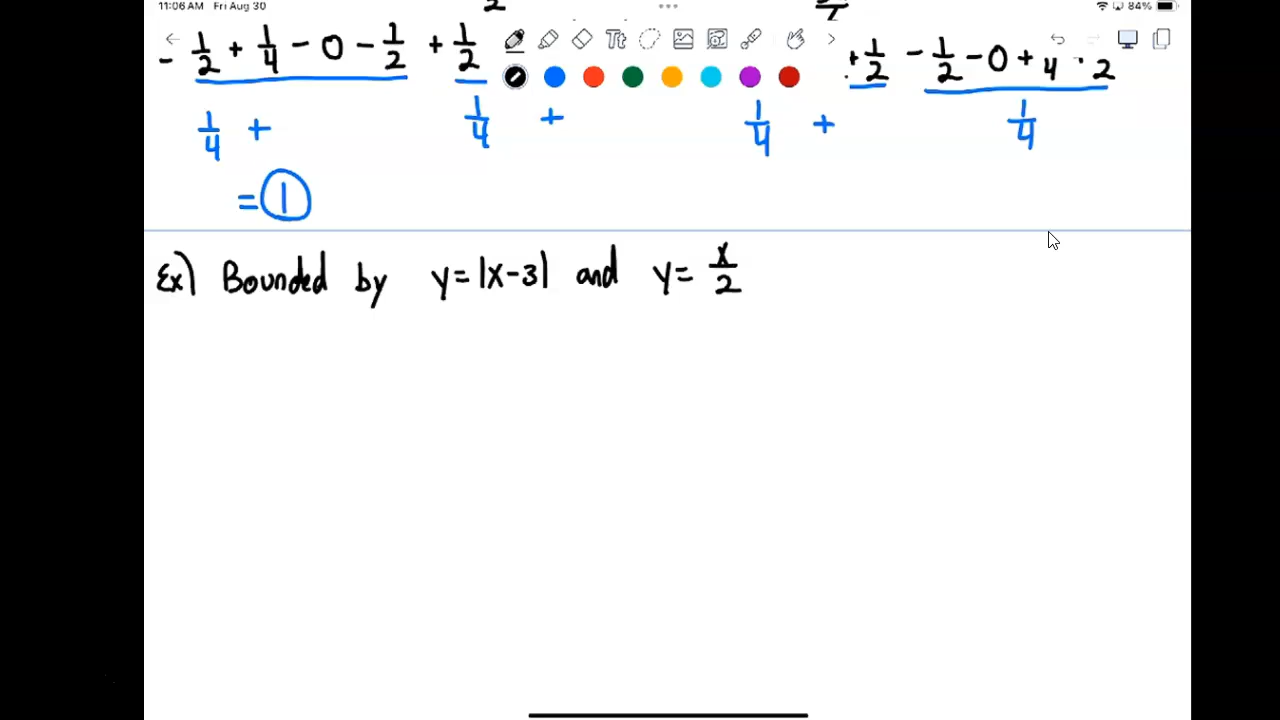 11:06 AM Fri Aug 30 84%
- 1/2 + 1/4 - 0 - 1/2 + 1/2 Tt + 1/2 - 1/2 - 0 + 4 · 2
1/4 + 1/4 + 1/4 + 1/4
= 1
Ex) Bounded by y=|x-3| and y= x/2